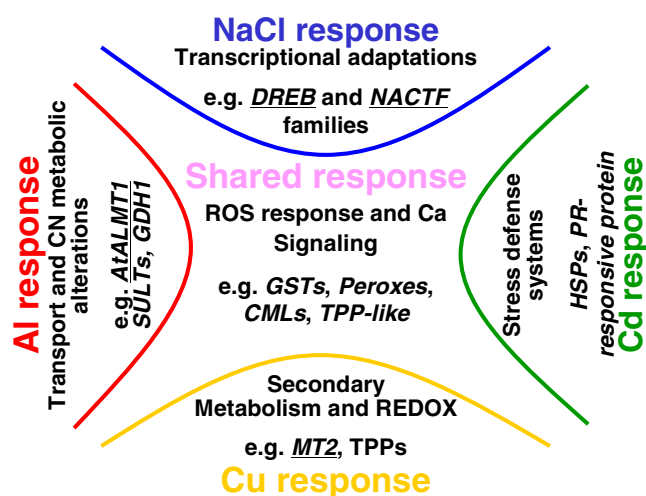 NaCl response
Transcriptional adaptations
e.g. DREB and NACTF
families
Al response
Transport and CN metabolic
alterations
e.g. AtALMT1
SULTs, GDH1
Shared response
ROS response and Ca
Signaling
e.g. GSTs, Peroxes,
CMLs, TPP-like
Stress defense
systems
HSPs, PR-
responsive protein
Cd response
Secondary
Metabolism and REDOX
e.g. MT2, TPPs
Cu response